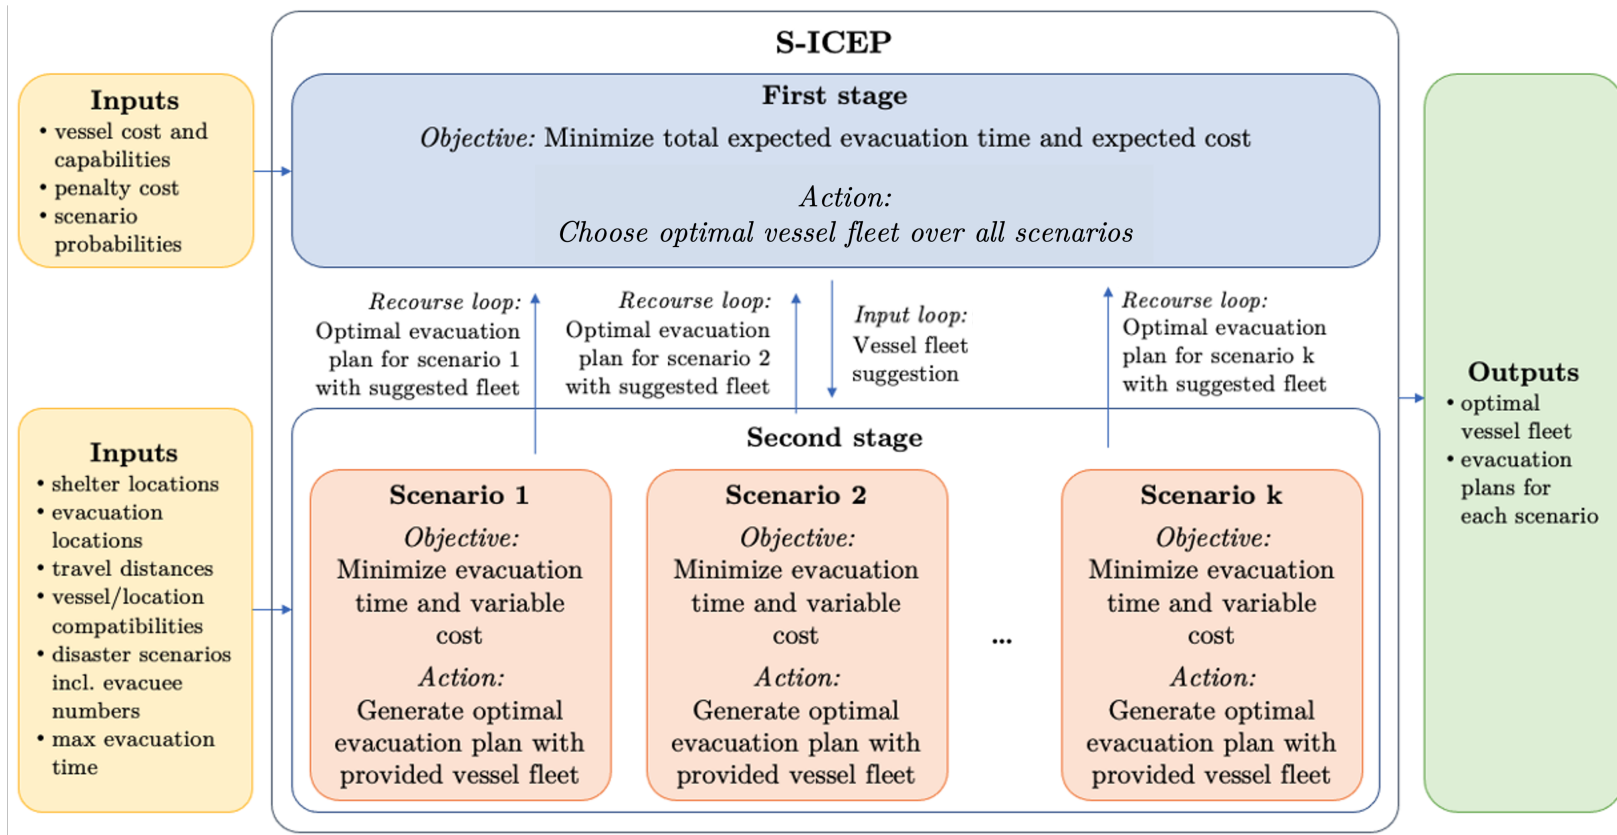 S-ICEP
Inputs
• vessel cost and
capabilities
• penalty cost
• scenario
probabilities
First stage
Objective: Minimize total expected evacuation time and expected cost
Action:
Choose optimal vessel fleet over all scenarios
Recourse loop:
Optimal evacuation
plan for scenario 1
with suggested fleet
Recourse loop:
Optimal evacuation
plan for scenario 2
with suggested fleet
Input loop:
Vessel fleet
suggestion
Recourse loop:
Optimal evacuation
plan for scenario k
with suggested fleet
Inputs
• shelter locations
• evacuation
locations
• travel distances
• vessel/location
compatibilities
• disaster scenarios
incl. evacuee
numbers
• max evacuation
time
Second stage
Scenario 1
Objective:
Minimize evacuation
time and variable
cost
Action:
Generate optimal
evacuation plan with
provided vessel fleet
Scenario 2
Objective:
Minimize evacuation
time and variable
cost
Action:
Generate optimal
evacuation plan with
provided vessel fleet
...
Scenario k
Objective:
Minimize evacuation
time and variable
cost
Action:
Generate optimal
evacuation plan with
provided vessel fleet
Outputs
• optimal
vessel fleet
• evacuation
plans for
each scenario